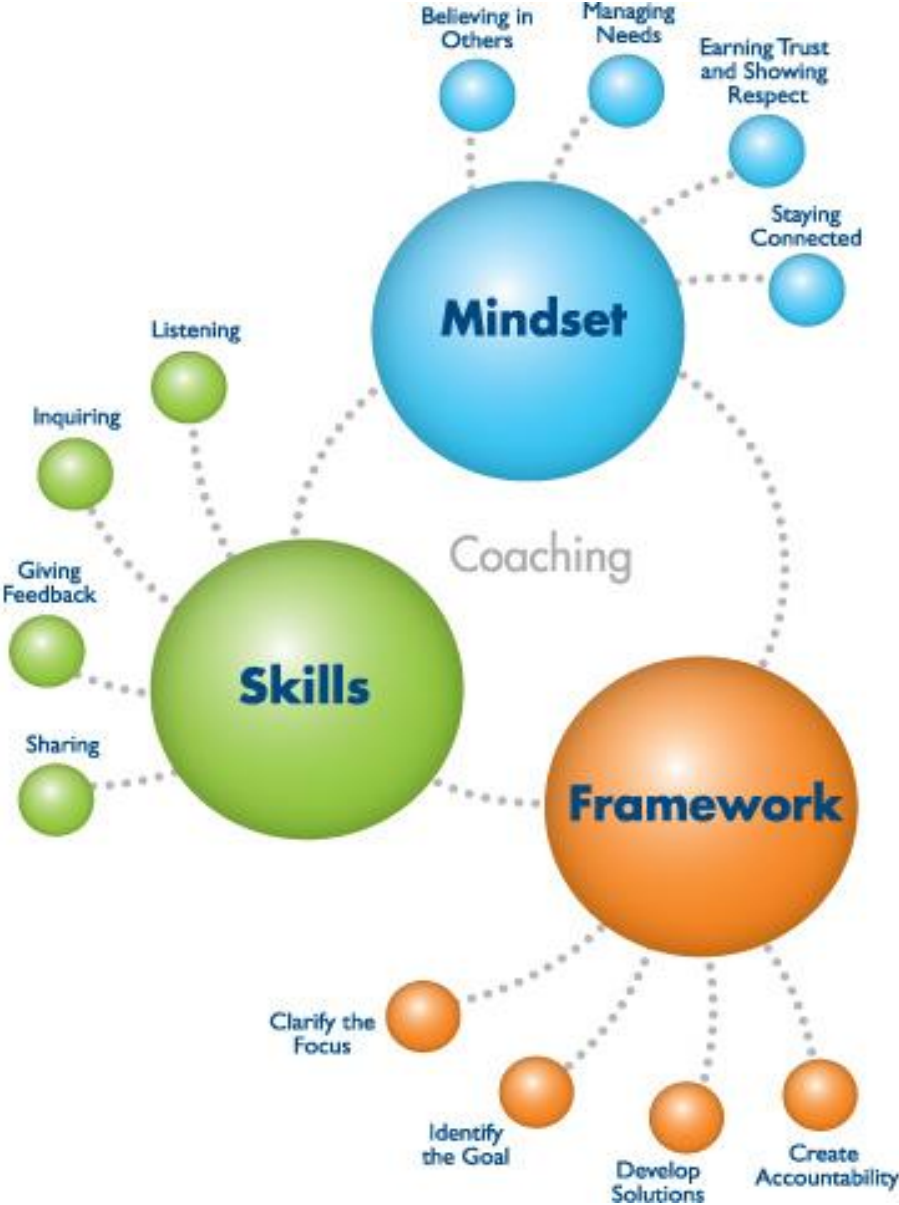 Believing in
Others
Managing
Needs
Earning Trust
and Showing
Respect
Staying
Connected
Mindset
Listening
Inquiring
Giving
Feedback
Sharing
Skills
Coaching
Framework
Clarify the
Focus
Identify
the Goal
Develop
Solutions
Create
Accountability